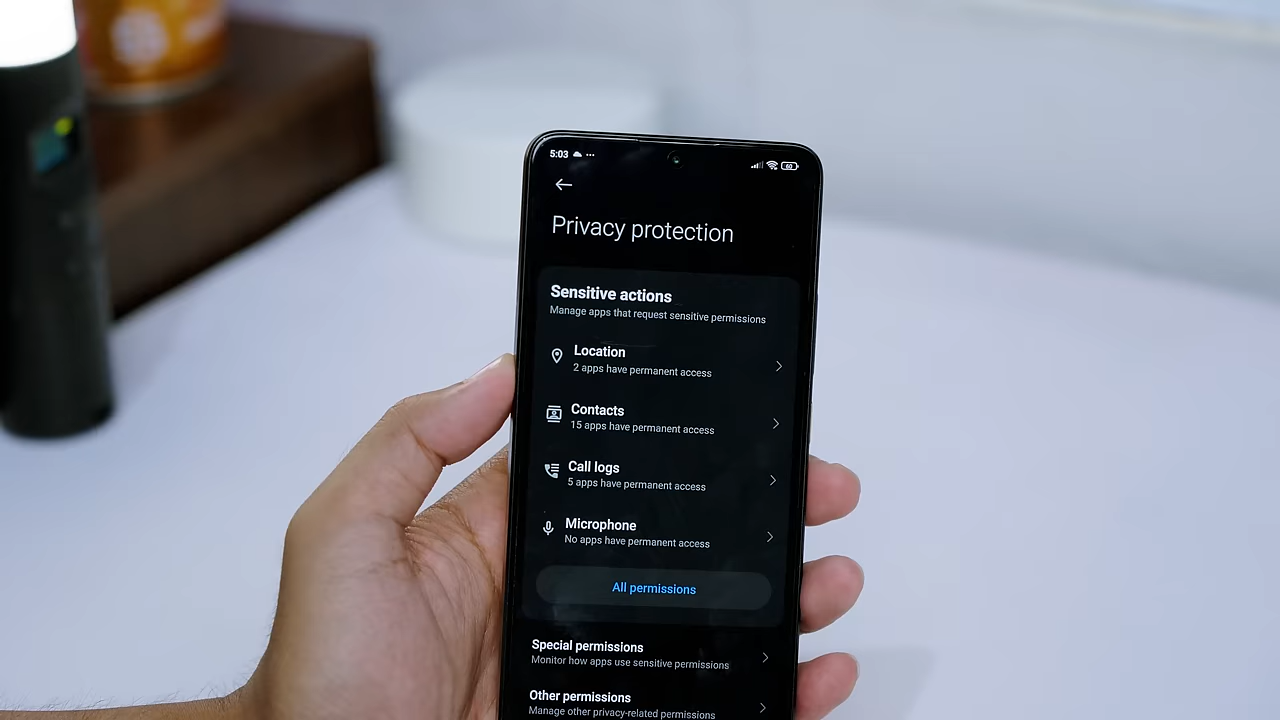 5:03
60
Privacy protection
Sensitive actions
Manage apps that request sensitive permissions
Location
2 apps have permanent access
Contacts
15 apps have permanent access
Call logs
5 apps have permanent access
Microphone
No apps have permanent access
All permissions
Special permissions
Monitor how apps use sensitive permissions
Other permissions
Manage other privacy-related permissions